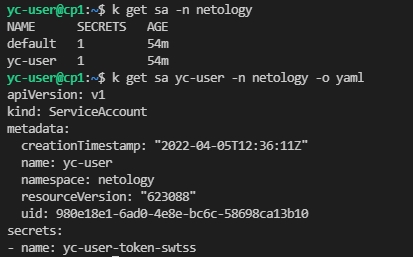 yc-user@cp1:~$ k get sa -n netology
NAME      SECRETS   AGE
default   1         54m
yc-user   1         54m
yc-user@cp1:~$ k get sa yc-user -n netology -o yaml
apiVersion: v1
kind: ServiceAccount
metadata:
  creationTimestamp: "2022-04-05T12:36:11Z"
  name: yc-user
  namespace: netology
  resourceVersion: "623088"
  uid: 980e18e1-6ad0-4e8e-bc6c-58698ca13b10
secrets:
- name: yc-user-token-swtss